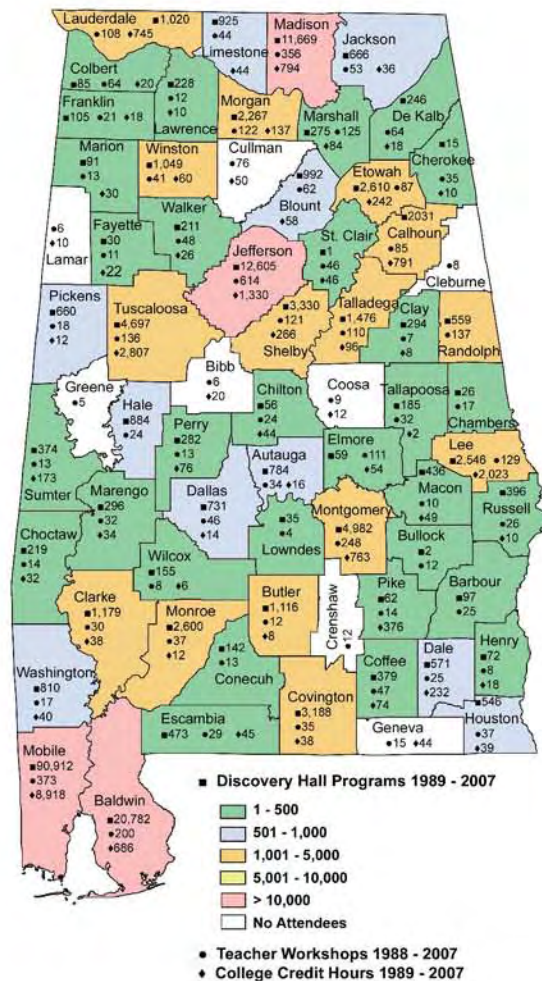 Lauderdale ■1,020
●108 ♦745
■925
●44
Limestone
♦44
Madison
■11,669
●356
♦794
Jackson
■666
●53 ♦36
Colbert
■85 ●64 ♦20
■228
●12
♦10
Lawrence
Franklin
■105 ●21 ♦18
Morgan
■2,267
●122 ♦137
Marshall
■275 ●125
♦84
■246
De Kalb
●64
♦18
■15
Cherokee
●35
♦10
Marion
■91
●13
♦30
Winston
■1,049
●41 ♦60
Cullman
●76
♦50
■992
●62
Blount
♦58
Etowah
■2,610 ●87
♦242
■2031
Calhoun
●85
♦791
●6
♦10
Lamar
Fayette
■30
●11
♦22
Walker
■211
●48
♦26
Jefferson
■12,605
●614
♦1,330
St. Clair
■1
●46
♦46
●8
Cleburne
Pickens
■660
●18
♦12
Tuscaloosa
■4,697
●136
♦2,807
■3,330
●121
♦266
Shelby
Talladega
■1,476
●110
♦96
Clay
■294
●7
♦8
■559
●137
Randolph
Greene
●5
Hale
■884
●24
Bibb
●6
♦20
Chilton
■56
●24
♦44
Coosa
●9
♦12
Tallapoosa
■185
●32
♦2
■26
●17
Chambers
■374
●13
♦173
Sumter
Perry
■282
●13
♦76
Autauga
■784
●34 ♦16
Elmore
■59 ●111
♦54
Lee
■2,546 ●129
♦2,023
Marengo
■296
●32
♦34
Dallas
■731
●46
♦14
■436
Macon
●10
♦49
■396
Russell
●26
♦10
Choctaw
■219
●14
♦32
Wilcox
■155
●8 ♦6
■35
●4
Lowndes
Montgomery
■4,982
●248
♦763
Bullock
■2
●12
Clarke
■1,179
●30
♦38
Monroe
■2,600
●37
♦12
Butler
■1,116
●12
♦8
Crenshaw
●12
Pike
■62
●14
♦376
Barbour
■97
●25
Washington
■810
●17
♦40
■142
●13
Conecuh
Covington
■3,188
●35
♦38
Coffee
■379
●47
♦74
Dale
■571
●25
♦232
Henry
■72
●8
♦18
Escambia
■473 ●29 ♦45
Geneva
●15 ♦44
■546
Houston
●37
♦39
Mobile
■90,912
●373
♦8,918
Baldwin
■20,782
●200
♦686
■ Discovery Hall Programs 1989 - 2007
1 - 500
501 - 1,000
1,001 - 5,000
5,001 - 10,000
> 10,000
No Attendees
● Teacher Workshops 1988 - 2007
♦ College Credit Hours 1989 - 2007